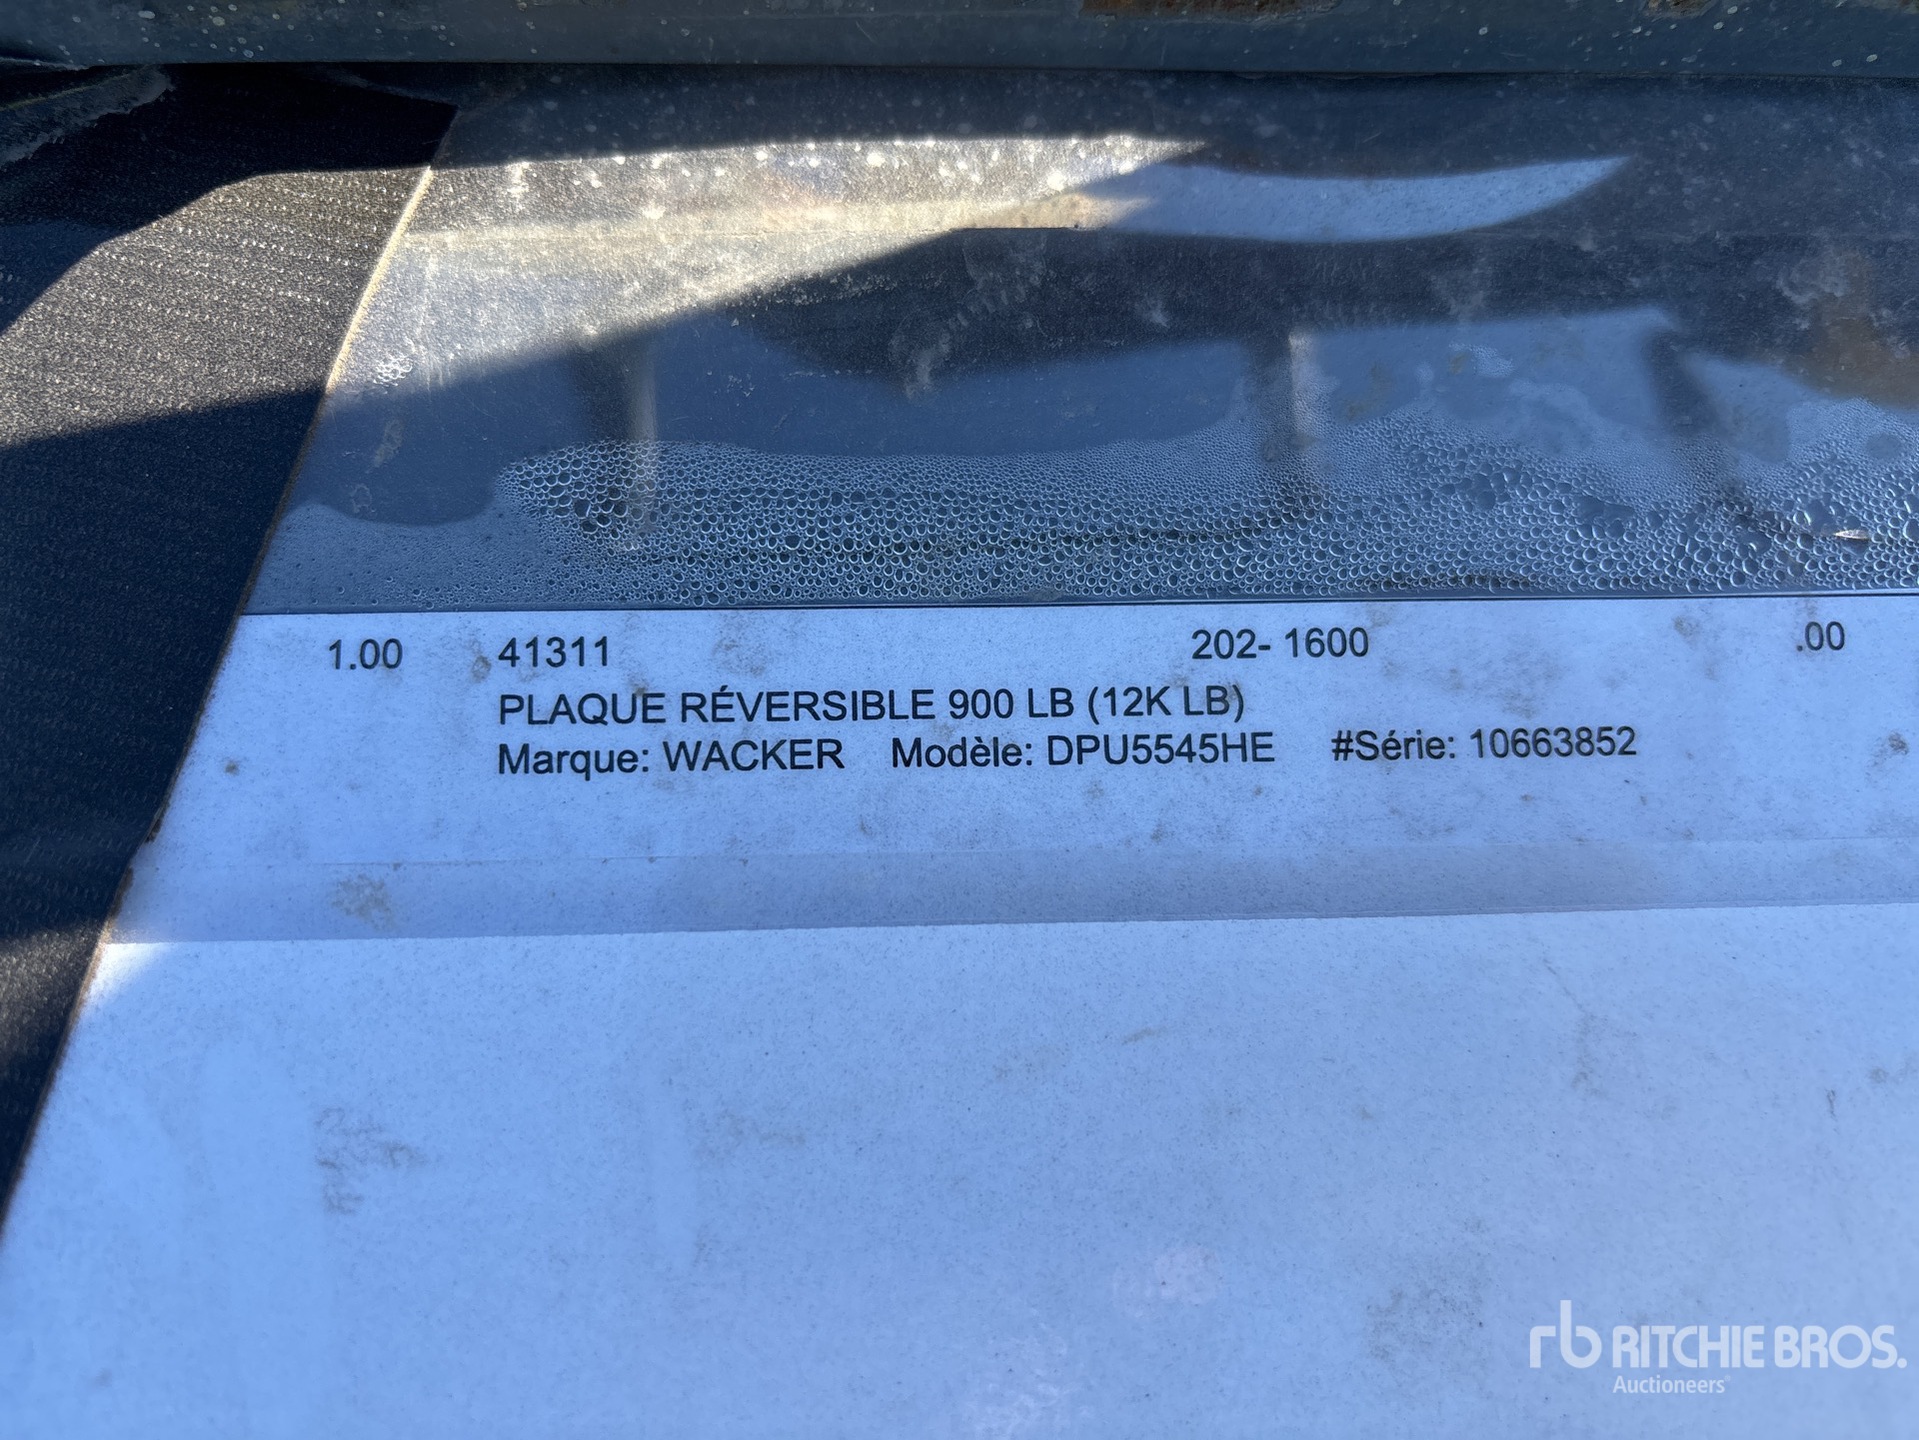 1.00 41311 202- 1600 .00
PLAQUE RÉVERSIBLE 900 LB (12K LB)
Marque: WACKER Modèle: DPU5545HE #Série: 10663852
rb RITCHIE BROS.
Auctioneers